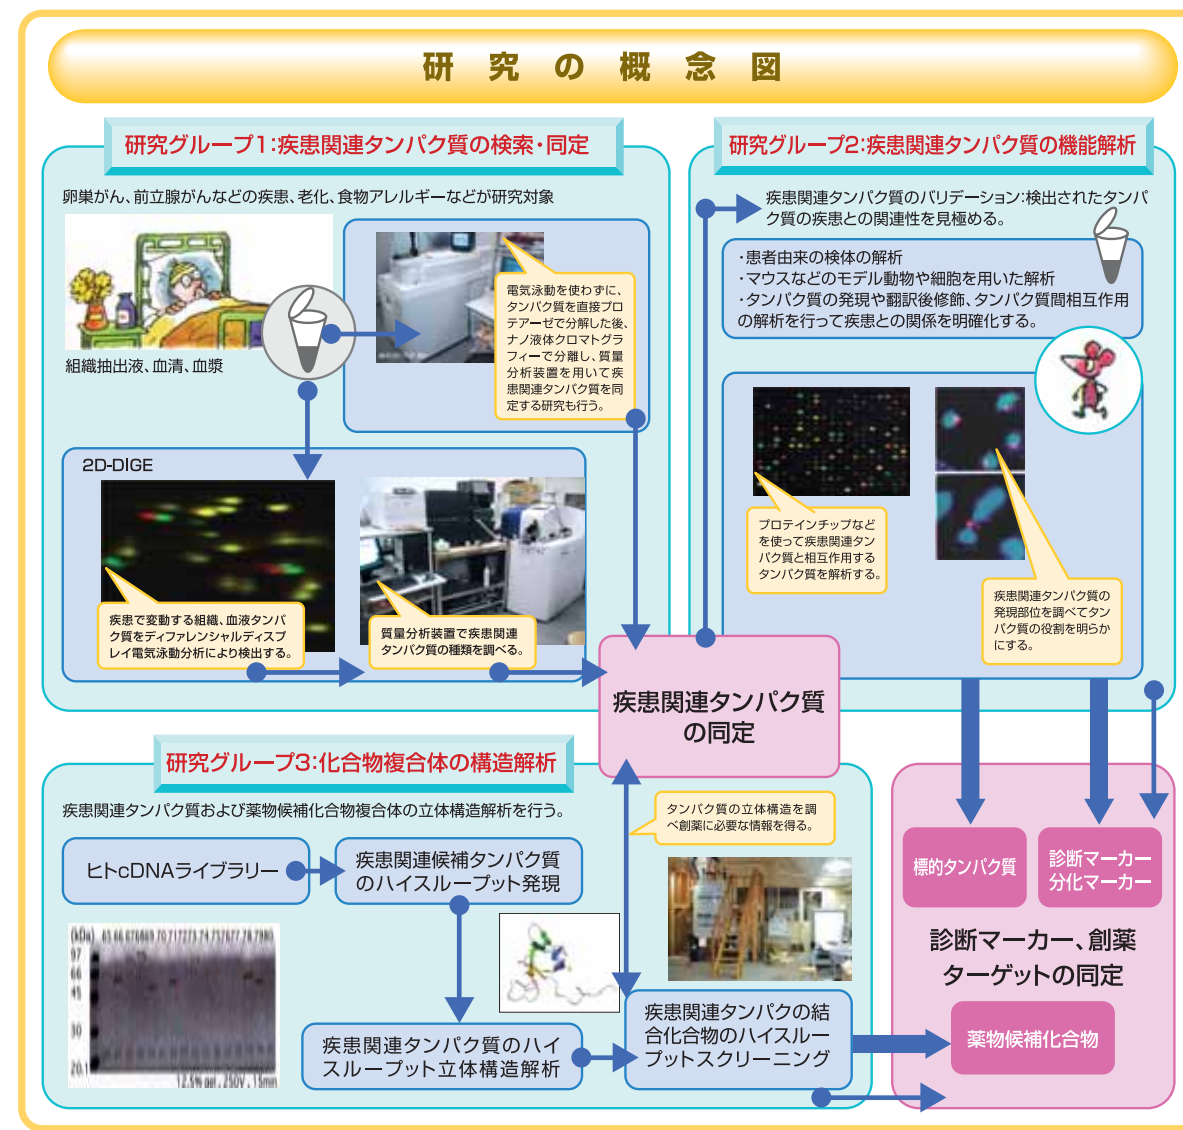 研究の概念図
研究グループ1:疾患関連タンパク質の検索・同定
卵巣がん、前立腺がんなどの疾患、老化、食物アレルギーなどが研究対象
組織抽出液、血清、血漿
電気泳動を使わずに、
タンパク質を直接プロ
テアーゼで分解した後、
ナノ液体クロマトグラ
フィーで分離し、質量
分析装置を用いて疾
患関連タンパク質を同
定する研究も行う。
2D-DIGE
疾患で変動する組織、血液タンパ
ク質をディファレンシャルディスプ
レイ電気泳動分析により検出する。
質量分析装置で疾患関連
タンパク質の種類を調べる。
研究グループ2:疾患関連タンパク質の機能解析
疾患関連タンパク質のバリデーション:検出されたタンパ
ク質の疾患との関連性を見極める。
・患者由来の検体の解析
・マウスなどのモデル動物や細胞を用いた解析
・タンパク質の発現や翻訳後修飾、タンパク質間相互作用
の解析を行って疾患との関係を明確化する。
プロテインチップなど
を使って疾患関連タン
パク質と相互作用する
タンパク質を解析する。
疾患関連タンパク質の
発現部位を調べてタン
パク質の役割を明らか
にする。
疾患関連タンパク質
の同定
研究グループ3:化合物複合体の構造解析
疾患関連タンパク質および薬物候補化合物複合体の立体構造解析を行う。
タンパク質の立体構造を調
べ創薬に必要な情報を得る。
ヒトcDNAライブラリー
疾患関連候補タンパク質
のハイスループット発現
(kDa)
97
66
45
30
20.1
12.5% gel , 250V , 15mm
疾患関連タンパク質のハイ
スループット立体構造解析
疾患関連タンパクの結
合化合物のハイスルー
プットスクリーニング
標的タンパク質
診断マーカー
分化マーカー
診断マーカー、創薬
ターゲットの同定
薬物候補化合物